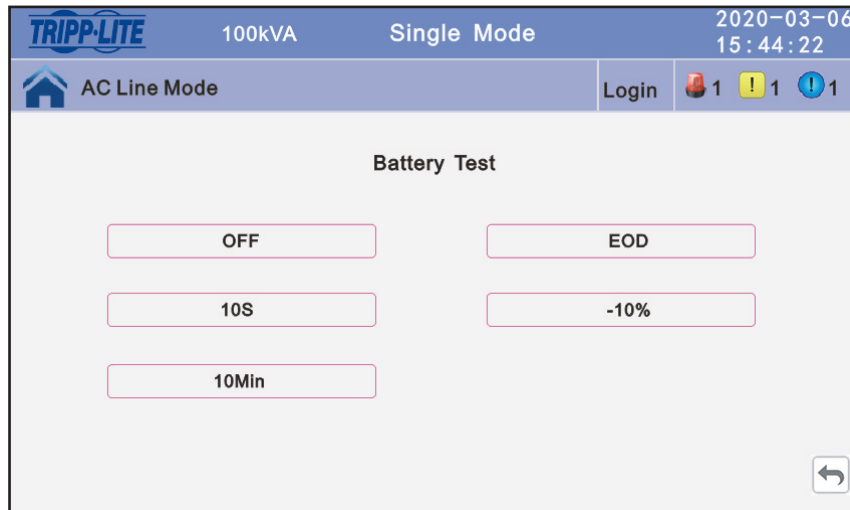 TRIPP·LITE 100kVA Single Mode 2020-03-06
15:44:22
AC Line Mode Login 1 ! 1 ! 1
Battery Test
OFF EOD
10S -10%
10Min